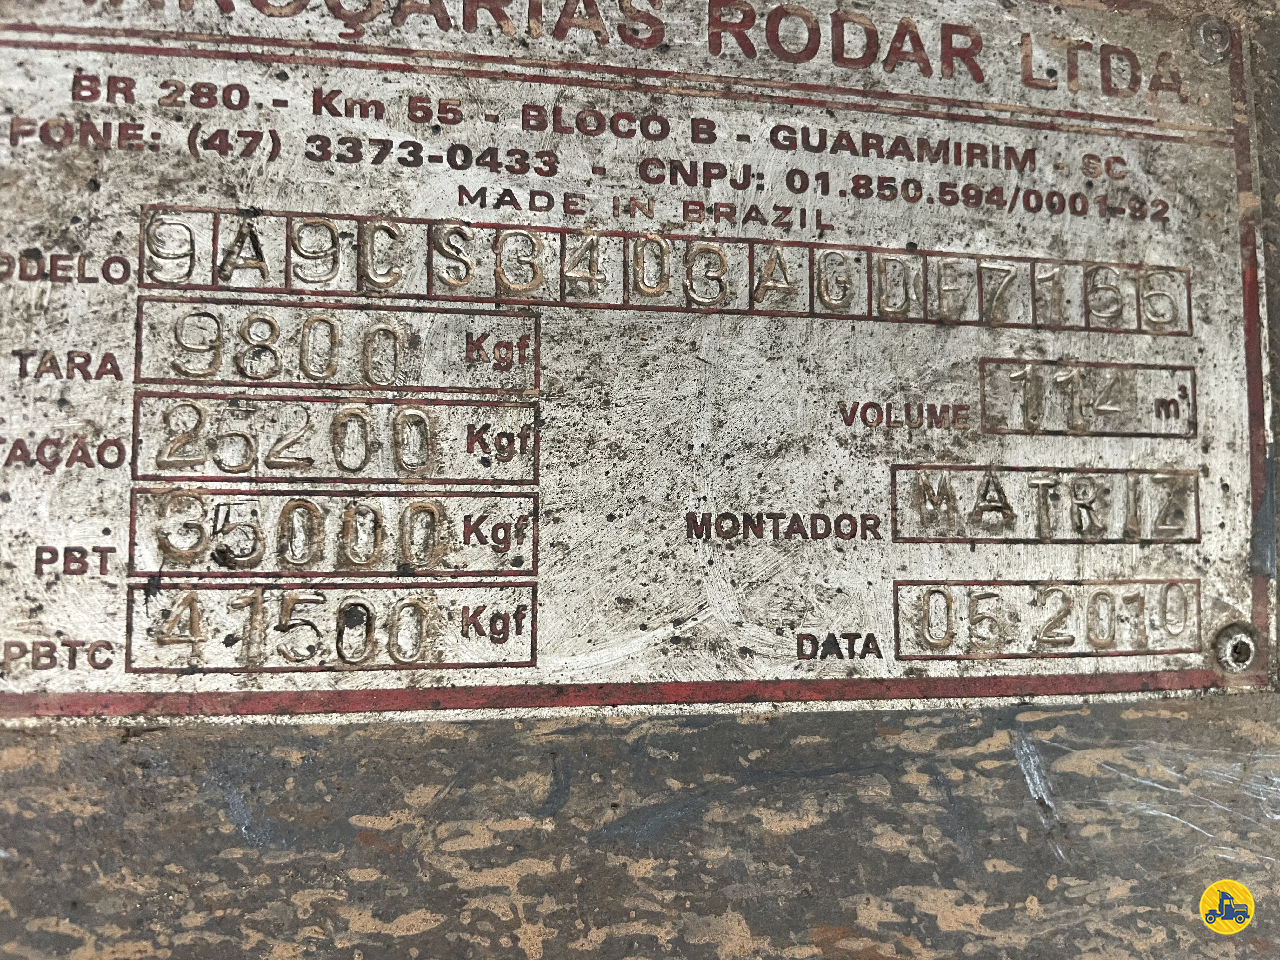 CARROÇARIAS RODAR LTDA.
BR 280 - Km 55 - BLOCO B - GUARAMIRIM - SC
FONE: (47) 3373-0433 - CNPJ: 01.850.594/0001-92
MADE IN BRAZIL
ODELO 9A9CS3403AGDF7166
TARA 9800 Kgf
VOLUME 114 m³
TAÇÃO 25200 Kgf
MONTADOR MATRIZ
PBT 35000 Kgf
PBTC 41500 Kgf
DATA 05 2010